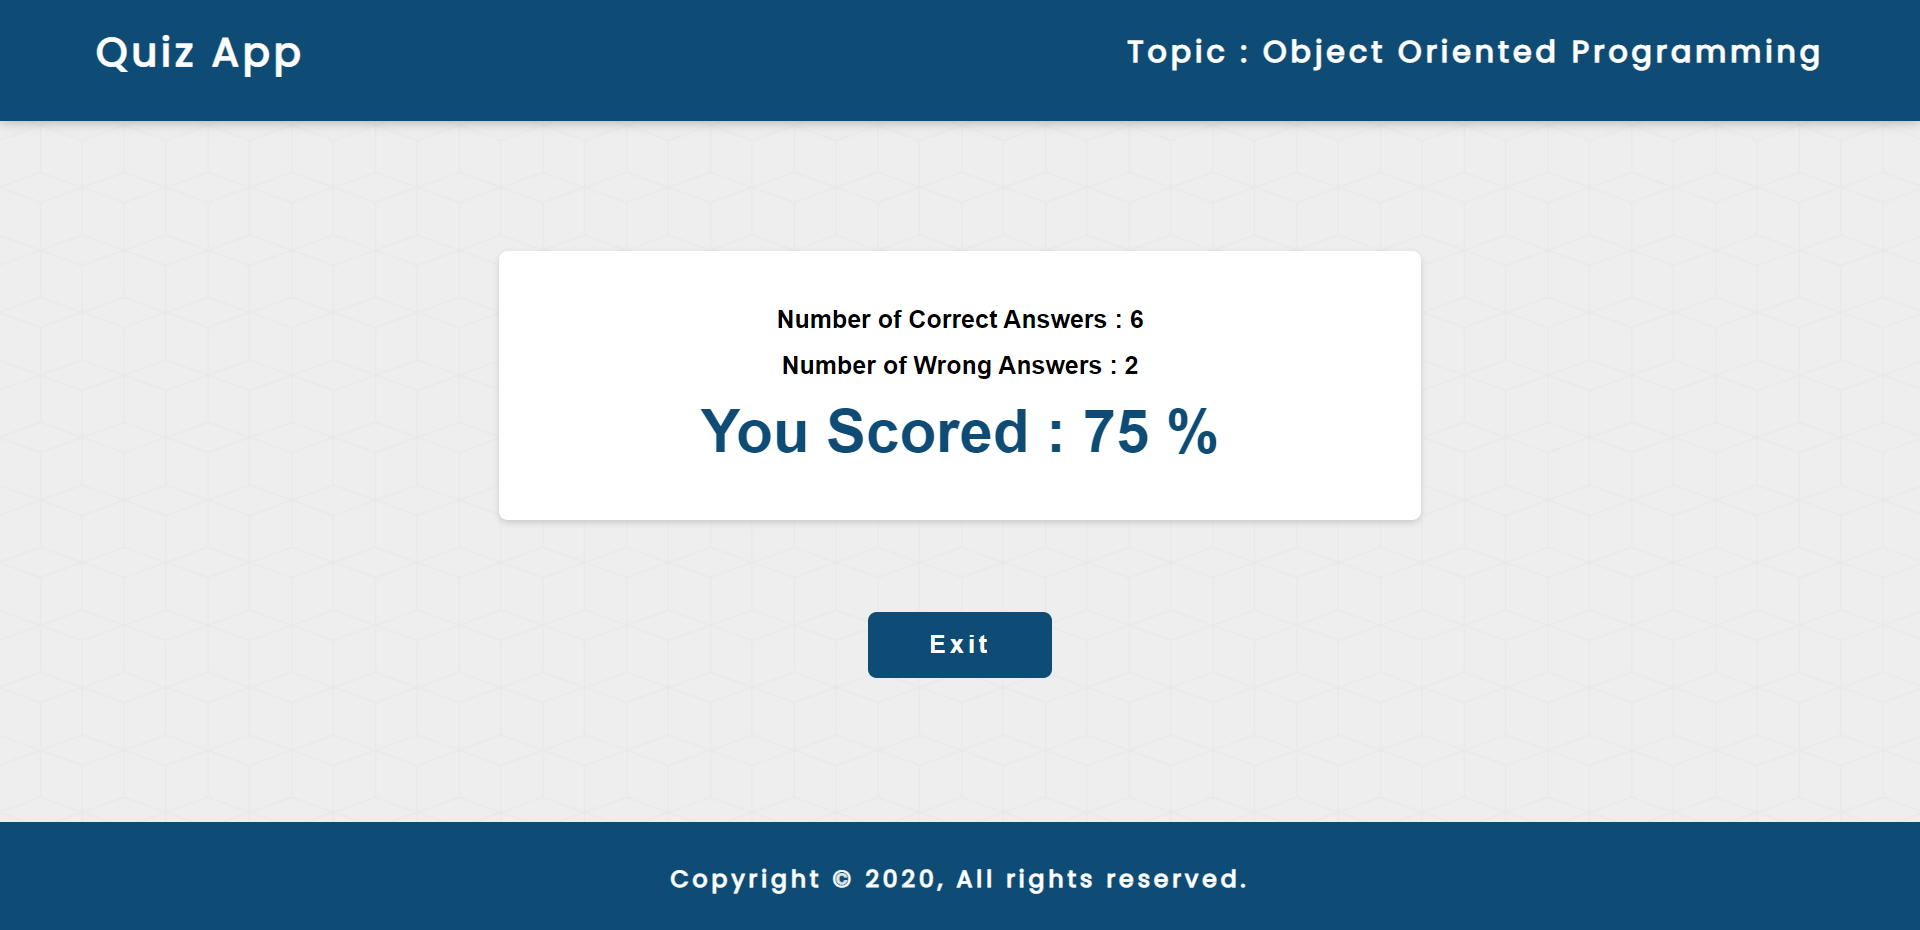 Quiz App
Topic : Object Oriented Programming
Number of Correct Answers : 6
Number of Wrong Answers : 2
You Scored : 75 %
Exit
Copyright © 2020, All rights reserved.